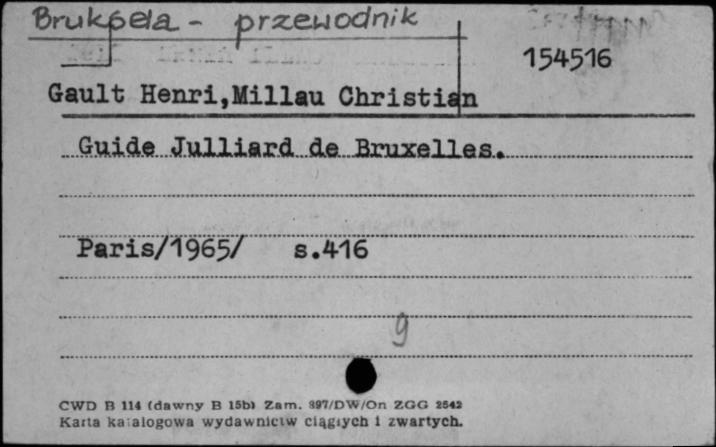 Bruksela - przewodnik
154516
Gault Henri,Millau Christian
Guide Julliard de Bruxelles.
Paris/1965/ s.416
9
CWD B 114 (dawny B 15b) Zam. 897/DW/On ZGG 2542
Karta katalogowa wydawnictw ciągłych i zwartych.